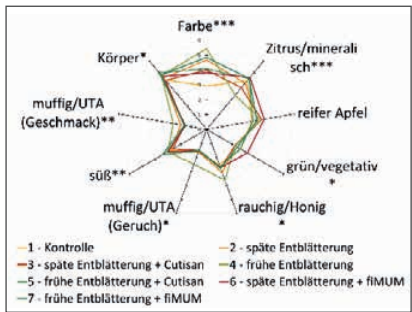 Farbe***
Zitrus/minerali
sch***
reifer Apfel
grün/vegetativ
*
rauchig/Honig
*
muffig/UTA
(Geruch)*
süß**
muffig/UTA
(Geschmack)**
Körper*
1 - Kontrolle
2 - späte Entblätterung
3 - späte Entblätterung + Cutisan
4 - frühe Entblätterung
5 - frühe Entblätterung + Cutisan
6 - späte Entblätterung + fiMUM
7 - frühe Entblätterung + fiMUM